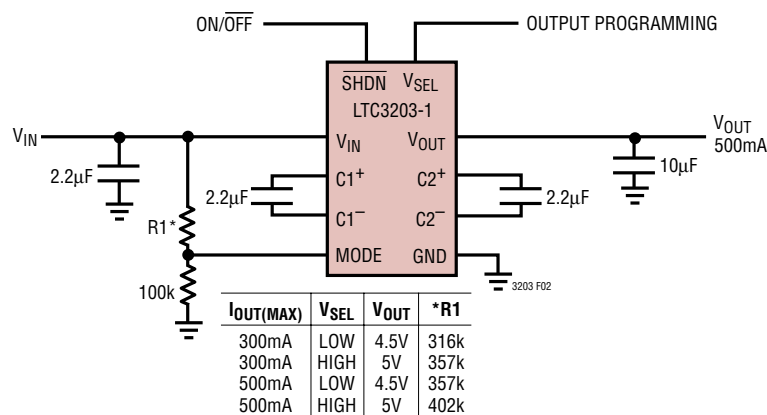 ON/OFF
OUTPUT PROGRAMMING
SHDN VSEL
LTC3203-1
VIN
VIN VOUT
VOUT
500mA
2.2µF
2.2µF
C1+ C2+
C1– C2–
2.2µF
10µF
R1*
MODE GND
100k
3203 F02
IOUT(MAX) VSEL VOUT *R1
300mA LOW 4.5V 316k
300mA HIGH 5V 357k
500mA LOW 4.5V 357k
500mA HIGH 5V 402k